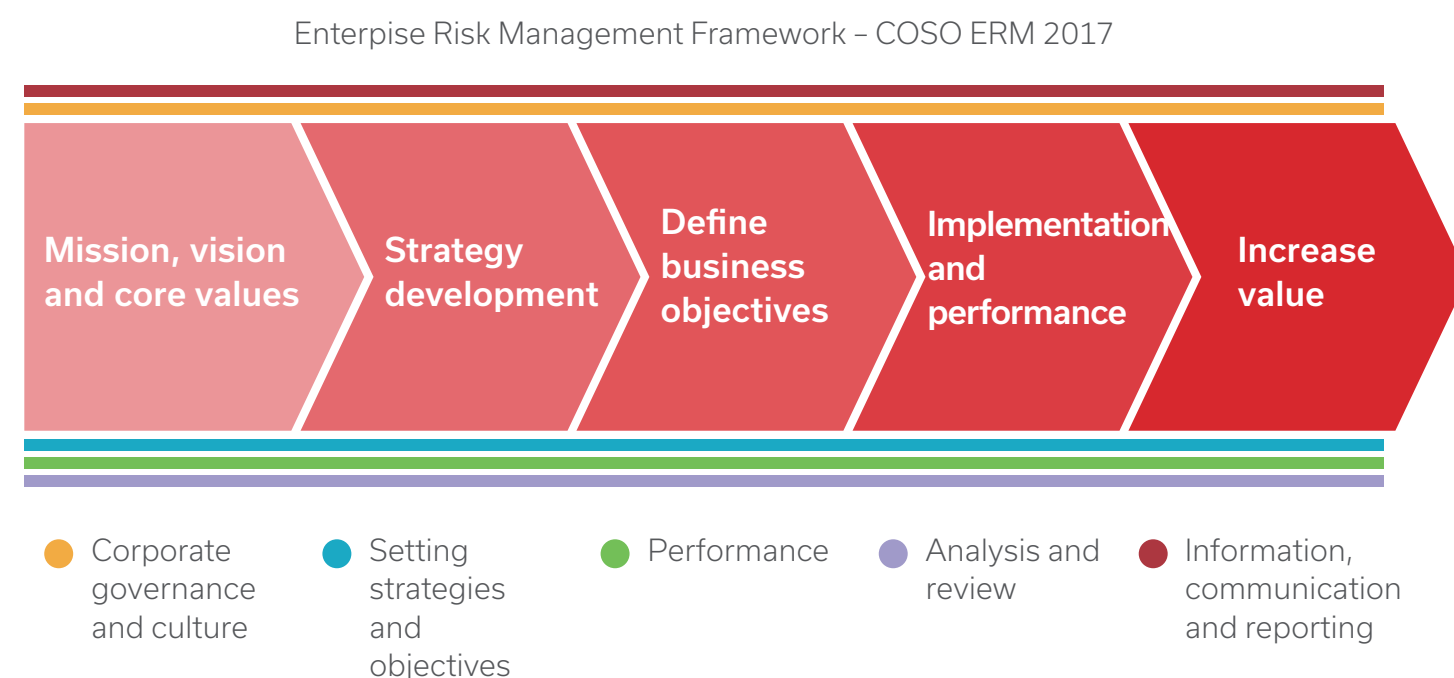 Enterpise Risk Management Framework – COSO ERM 2017
Mission, vision
and core values
Strategy
development
Define
business
objectives
Implementation
and
performance
Increase
value
Corporate
governance
and culture
Setting
strategies
and
objectives
Performance
Analysis and
review
Information,
communication
and reporting